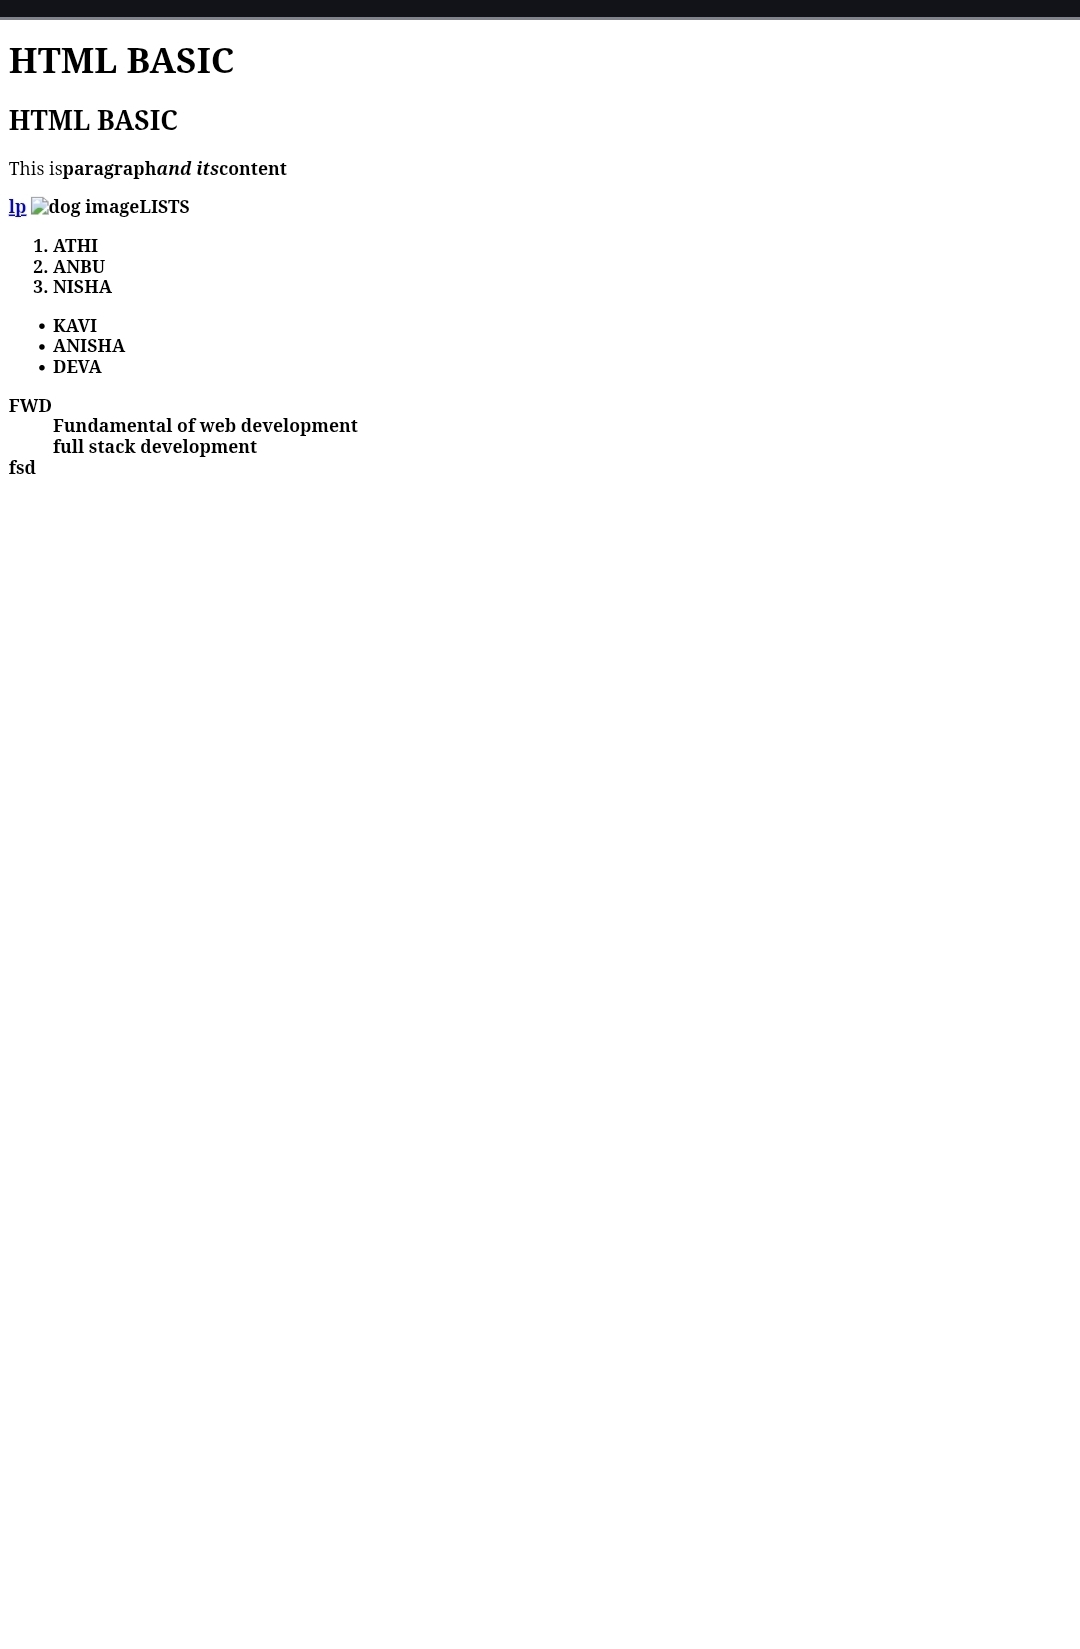 HTML BASIC
HTML BASIC
This isparagraphand itscontent
lp dog imageLISTS
1. ATHI
2. ANBU
3. NISHA
• KAVI
• ANISHA
• DEVA
FWD
Fundamental of web development
full stack development
fsd